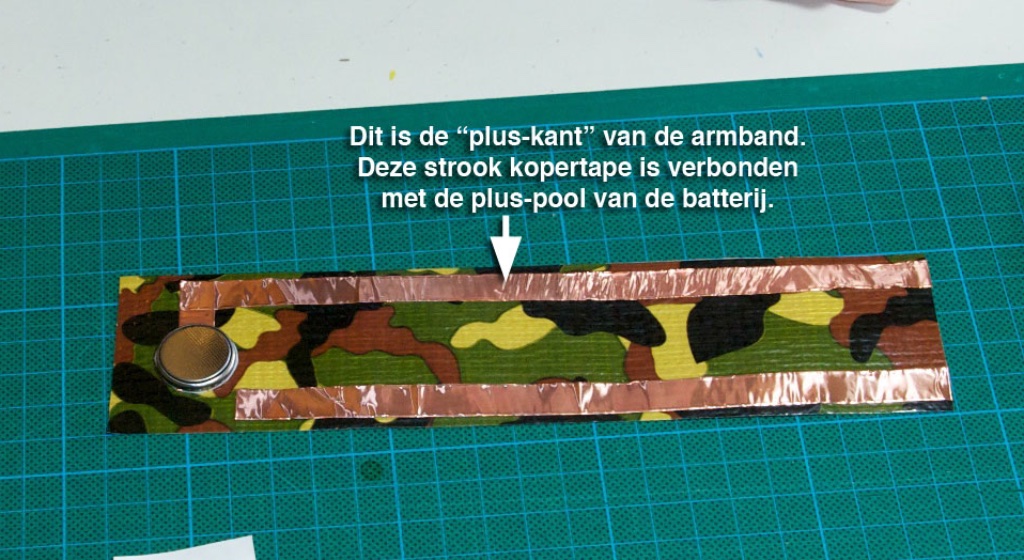 Dit is de “plus-kant” van de armband.
Deze strook kopertape is verbonden
met de plus-pool van de batterij.